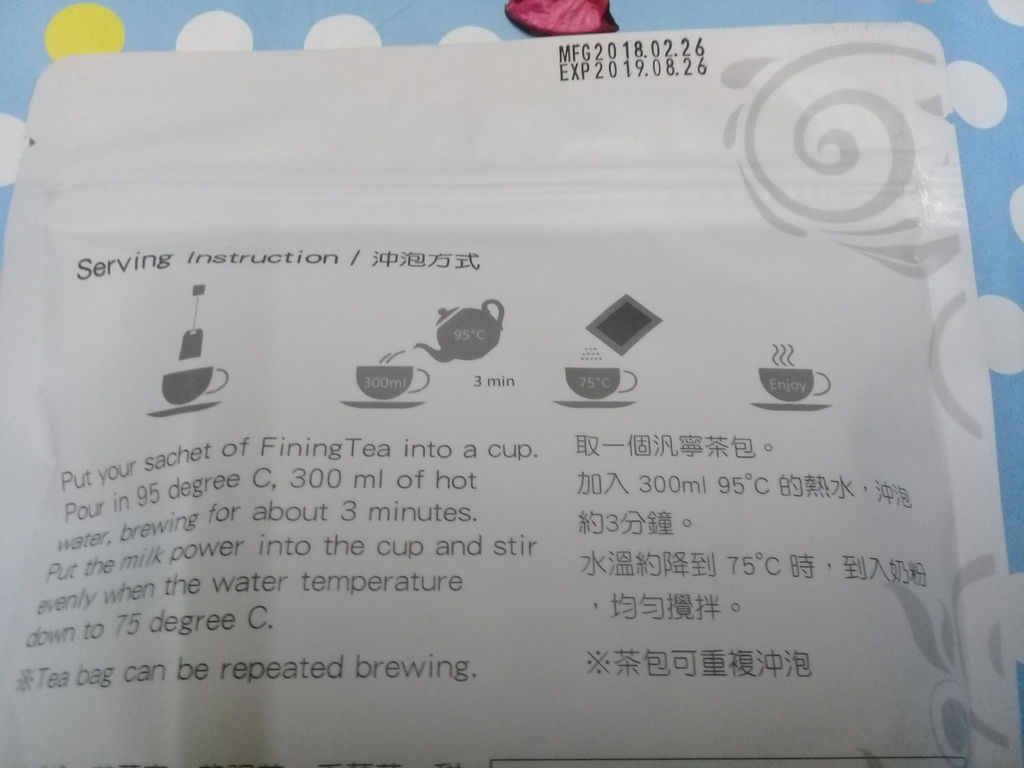 MFG2018.02.26
EXP2019.08.26
Serving Instruction / 沖泡方式
95°C
300ml
3 min
75°C
Enjoy
Put your sachet of FiningTea into a cup.
Pour in 95 degree C, 300 ml of hot
water, brewing for about 3 minutes.
Put the milk power into the cup and stir
evenly when the water temperature
down to 75 degree C.
※Tea bag can be repeated brewing.
取一個汎寧茶包。
加入 300ml 95°C 的熱水，沖泡
約3分鐘。
水溫約降到 75°C 時，到入奶粉
，均勻攪拌。
※茶包可重複沖泡